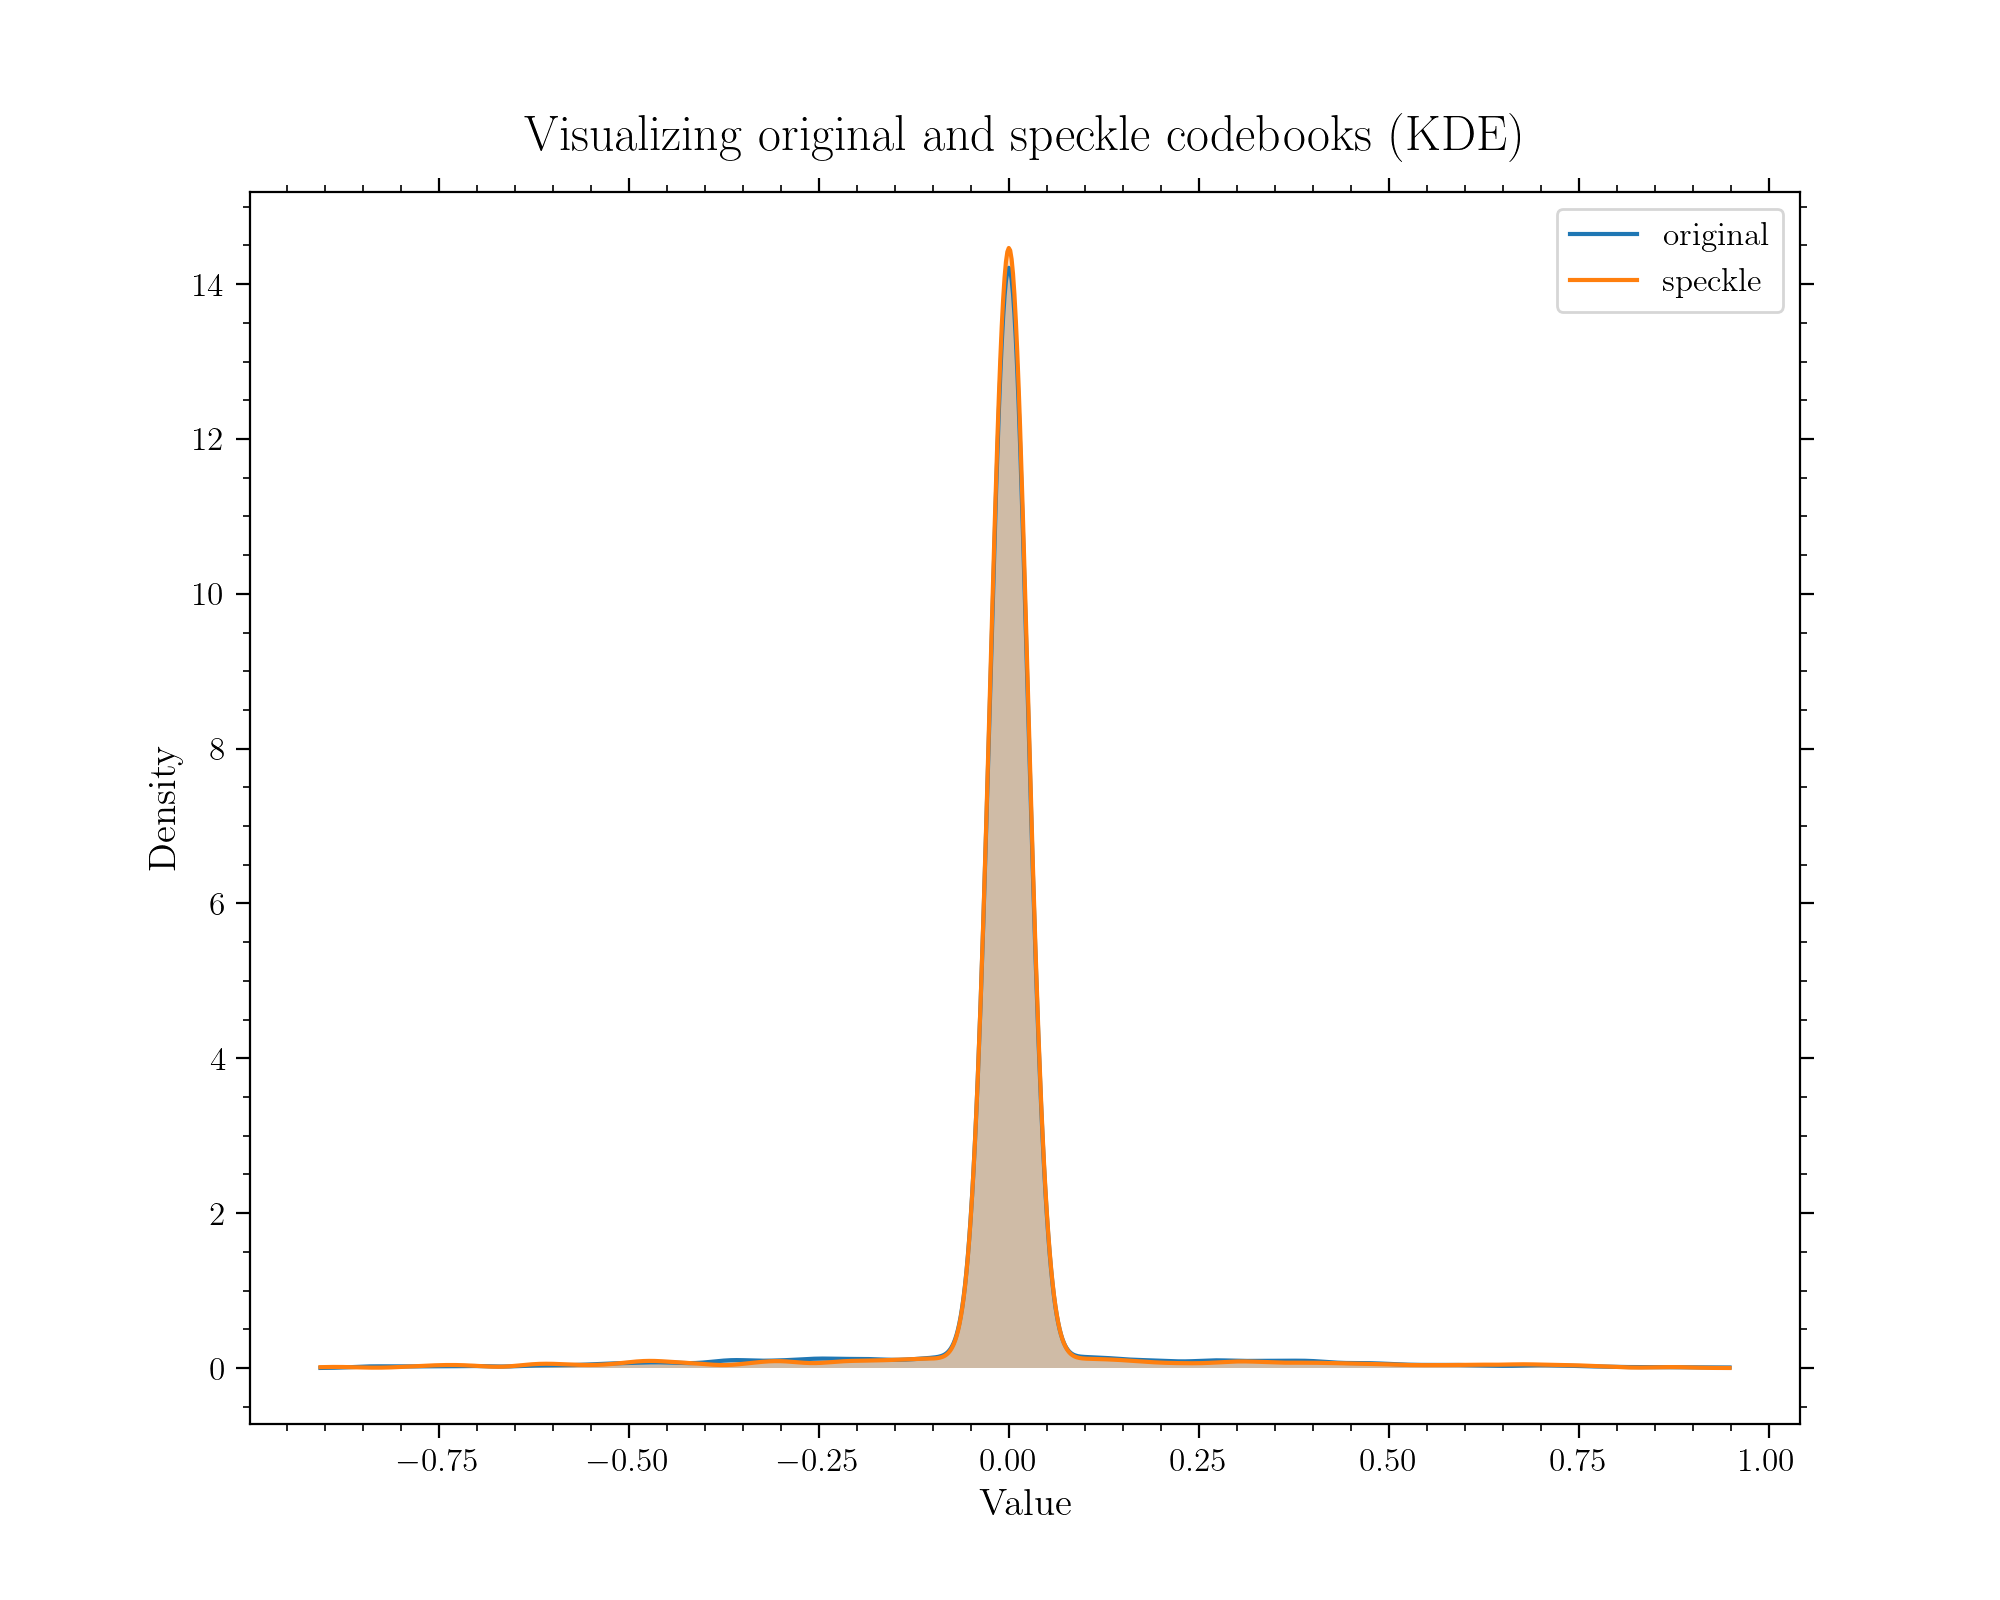 Visualizing original and speckle codebooks (KDE)
original
speckle
14
12
10
8
6
4
2
0
Density
−0.75 −0.50 −0.25 0.00 0.25 0.50 0.75 1.00
Value